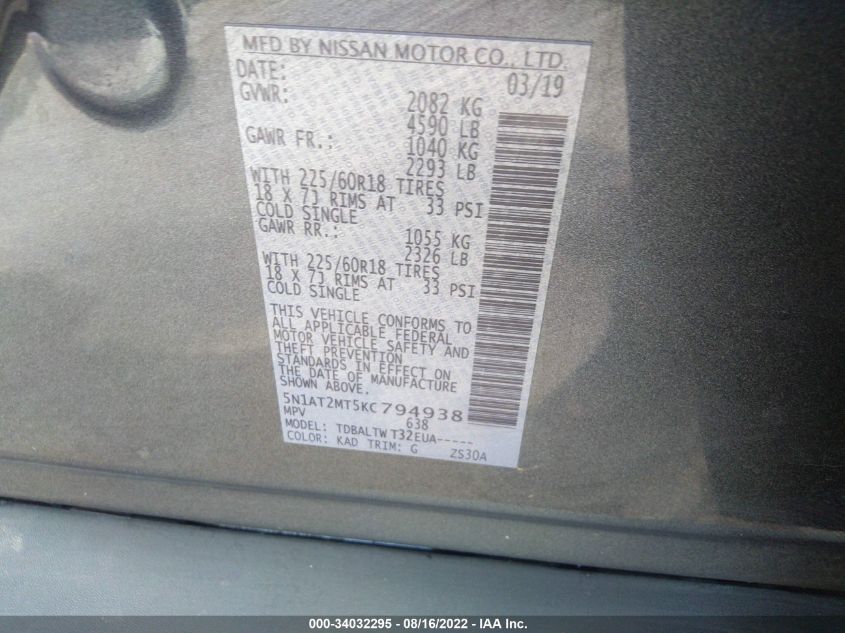 MFD BY NISSAN MOTOR CO., LTD.
DATE: 03/19
GVWR: 2082 KG
4590 LB
GAWR FR.: 1040 KG
2293 LB
WITH 225/60R18 TIRES
18 X 7J RIMS AT 33 PSI
COLD SINGLE
GAWR RR.: 1055 KG
2326 LB
WITH 225/60R18 TIRES
18 X 7J RIMS AT 33 PSI
COLD SINGLE
THIS VEHICLE CONFORMS TO
ALL APPLICABLE FEDERAL
MOTOR VEHICLE SAFETY AND
THEFT PREVENTION
STANDARDS IN EFFECT ON
THE DATE OF MANUFACTURE
SHOWN ABOVE.
5N1AT2MT5KC794938
MPV 638
MODEL: TDBALTW T32EUA-----
COLOR: KAD TRIM: G ZS30A
000-34032295 - 08/16/2022 - IAA Inc.